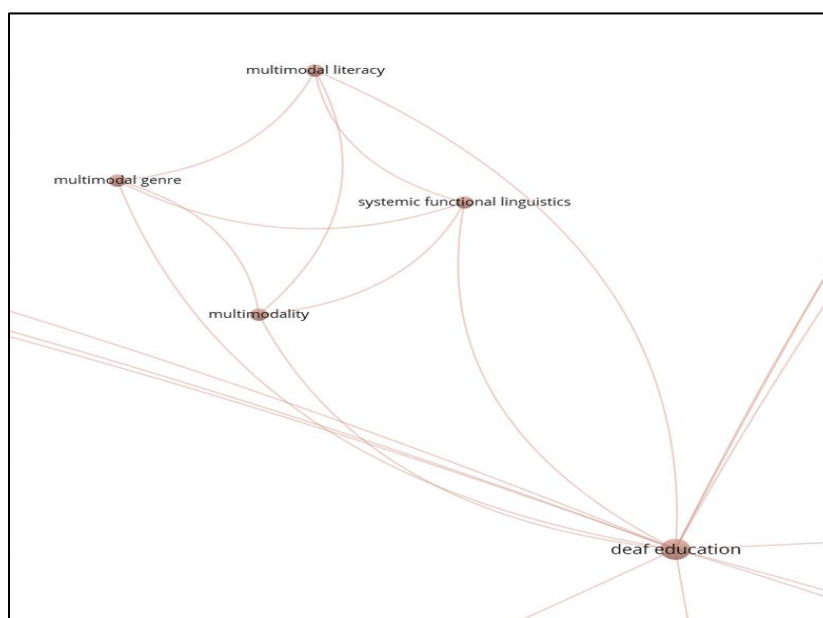 multimodal literacy
multimodal genre
systemic functional linguistics
multimodality
deaf education